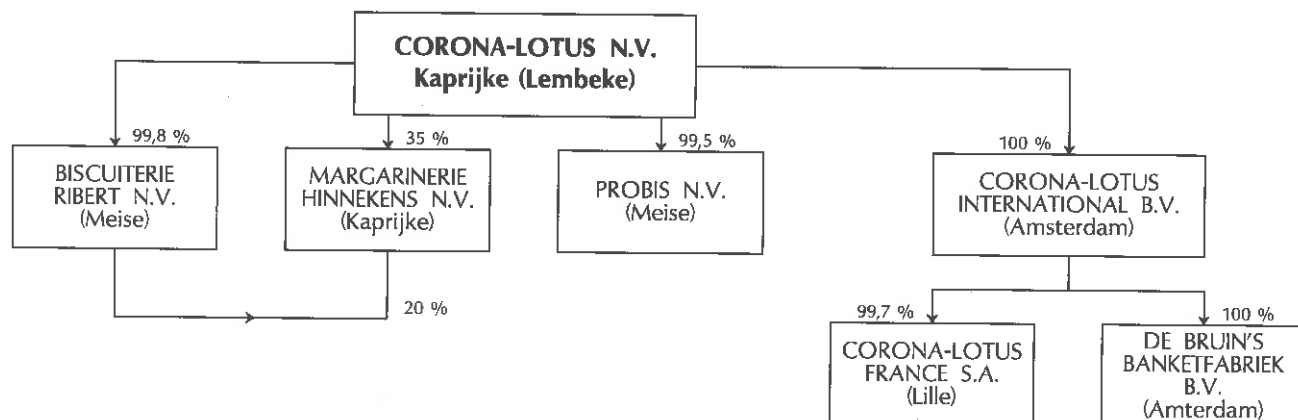 CORONA-LOTUS N.V.
Kaprijke (Lembeke)
99,8 %
35 %
99,5 %
100 %
BISCUITERIE
RIBERT N.V.
(Meise)
MARGARINERIE
HINNEKENS N.V.
(Kaprijke)
PROBIS N.V.
(Meise)
CORONA-LOTUS
INTERNATIONAL B.V.
(Amsterdam)
20 %
99,7 %
100 %
CORONA-LOTUS
FRANCE S.A.
(Lille)
DE BRUIN'S
BANKETFABRIEK
B.V.
(Amterdam)